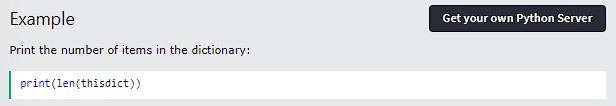 Example
Get your own Python Server
Print the number of items in the dictionary:
print(len(thisdict))